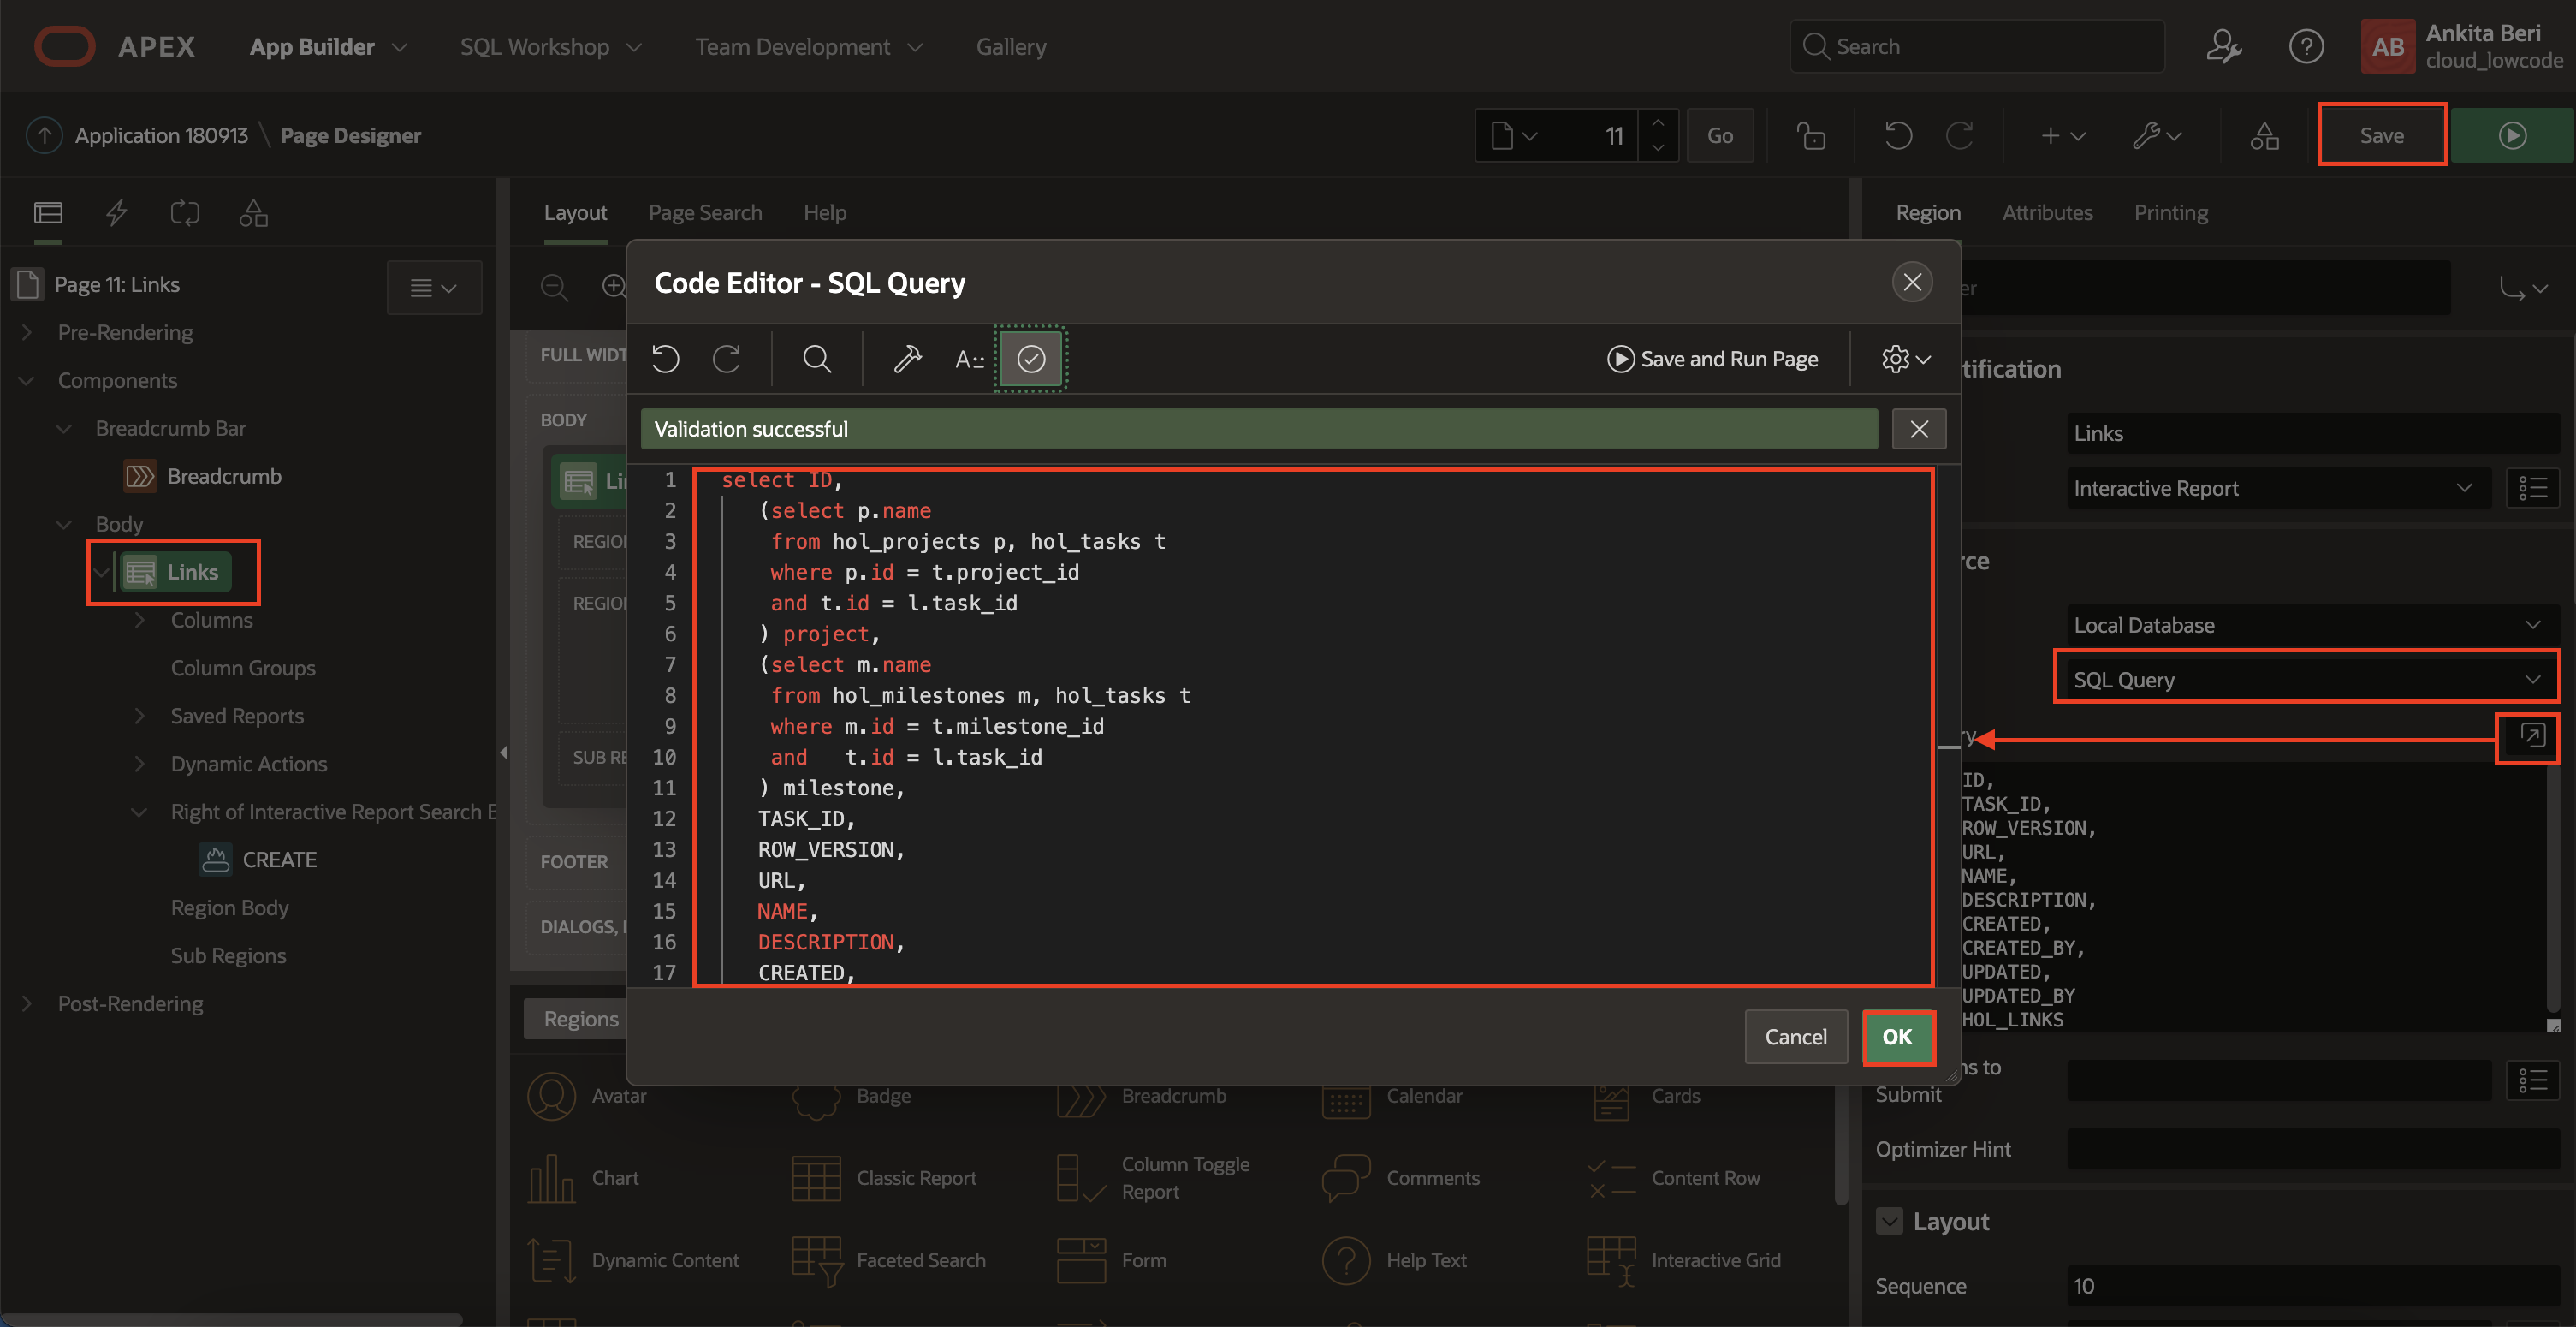 APEX App Builder SQL Workshop Team Development Gallery Search AB Ankita Beri
cloud_lowcode
Application 180913 \ Page Designer 11 Go Save
Layout Page Search Help Region Attributes Printing
Page 11: Links
Pre-Rendering
Components
Breadcrumb Bar
Breadcrumb
Body
Links
Columns
Column Groups
Saved Reports
Dynamic Actions
Right of Interactive Report Search
CREATE
Region Body
Sub Regions
Post-Rendering
FULL WIDT
BODY
REGION
REGION
SUB RE
FOOTER
DIALOGS,
Code Editor - SQL Query
A::
Save and Run Page
Validation successful
1 select ID,
2 (select p.name
3 from hol_projects p, hol_tasks t
4 where p.id = t.project_id
5 and t.id = l.task_id
6 ) project,
7 (select m.name
8 from hol_milestones m, hol_tasks t
9 where m.id = t.milestone_id
10 and t.id = l.task_id
11 ) milestone,
12 TASK_ID,
13 ROW_VERSION,
14 URL,
15 NAME,
16 DESCRIPTION,
17 CREATED,
Cancel OK
er
tification
Links
Interactive Report
rce
Local Database
SQL Query
ry
ID,
TASK_ID,
ROW_VERSION,
URL,
NAME,
DESCRIPTION,
CREATED,
CREATED_BY,
UPDATED,
UPDATED_BY
HOL_LINKS
ns to
Submit
Optimizer Hint
Layout
Sequence 10
Regions
Avatar Badge Breadcrumb Calendar Cards
Chart Classic Report Column Toggle
Report Comments Content Row
Dynamic Content Faceted Search Form Help Text Interactive Grid